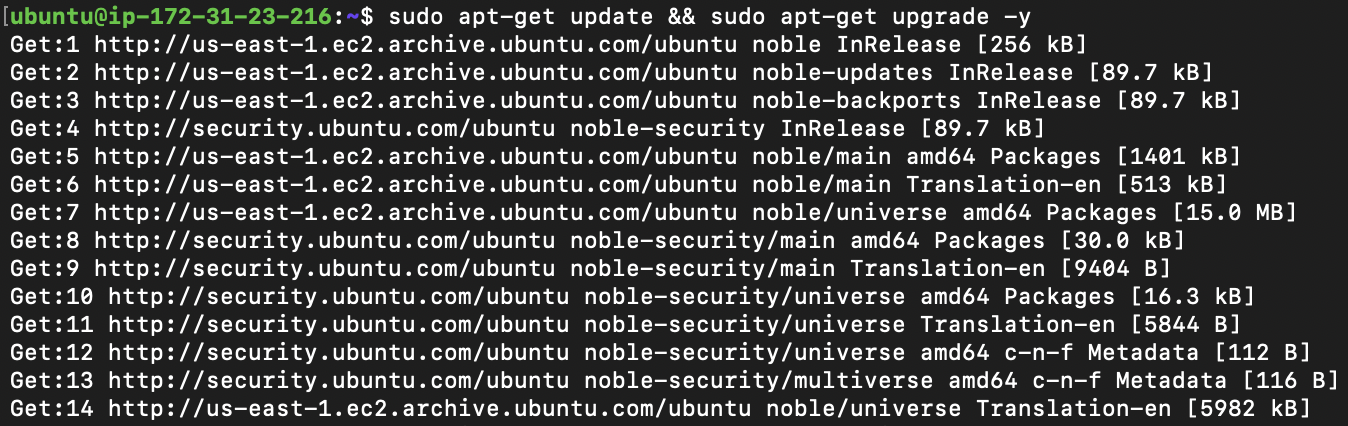 [ubuntu@ip-172-31-23-216:~$ sudo apt-get update && sudo apt-get upgrade -y
Get:1 http://us-east-1.ec2.archive.ubuntu.com/ubuntu noble InRelease [256 kB]
Get:2 http://us-east-1.ec2.archive.ubuntu.com/ubuntu noble-updates InRelease [89.7 kB]
Get:3 http://us-east-1.ec2.archive.ubuntu.com/ubuntu noble-backports InRelease [89.7 kB]
Get:4 http://security.ubuntu.com/ubuntu noble-security InRelease [89.7 kB]
Get:5 http://us-east-1.ec2.archive.ubuntu.com/ubuntu noble/main amd64 Packages [1401 kB]
Get:6 http://us-east-1.ec2.archive.ubuntu.com/ubuntu noble/main Translation-en [513 kB]
Get:7 http://us-east-1.ec2.archive.ubuntu.com/ubuntu noble/universe amd64 Packages [15.0 MB]
Get:8 http://security.ubuntu.com/ubuntu noble-security/main amd64 Packages [30.0 kB]
Get:9 http://security.ubuntu.com/ubuntu noble-security/main Translation-en [9404 B]
Get:10 http://security.ubuntu.com/ubuntu noble-security/universe amd64 Packages [16.3 kB]
Get:11 http://security.ubuntu.com/ubuntu noble-security/universe Translation-en [5844 B]
Get:12 http://security.ubuntu.com/ubuntu noble-security/universe amd64 c-n-f Metadata [112 B]
Get:13 http://security.ubuntu.com/ubuntu noble-security/multiverse amd64 c-n-f Metadata [116 B]
Get:14 http://us-east-1.ec2.archive.ubuntu.com/ubuntu noble/universe Translation-en [5982 kB]